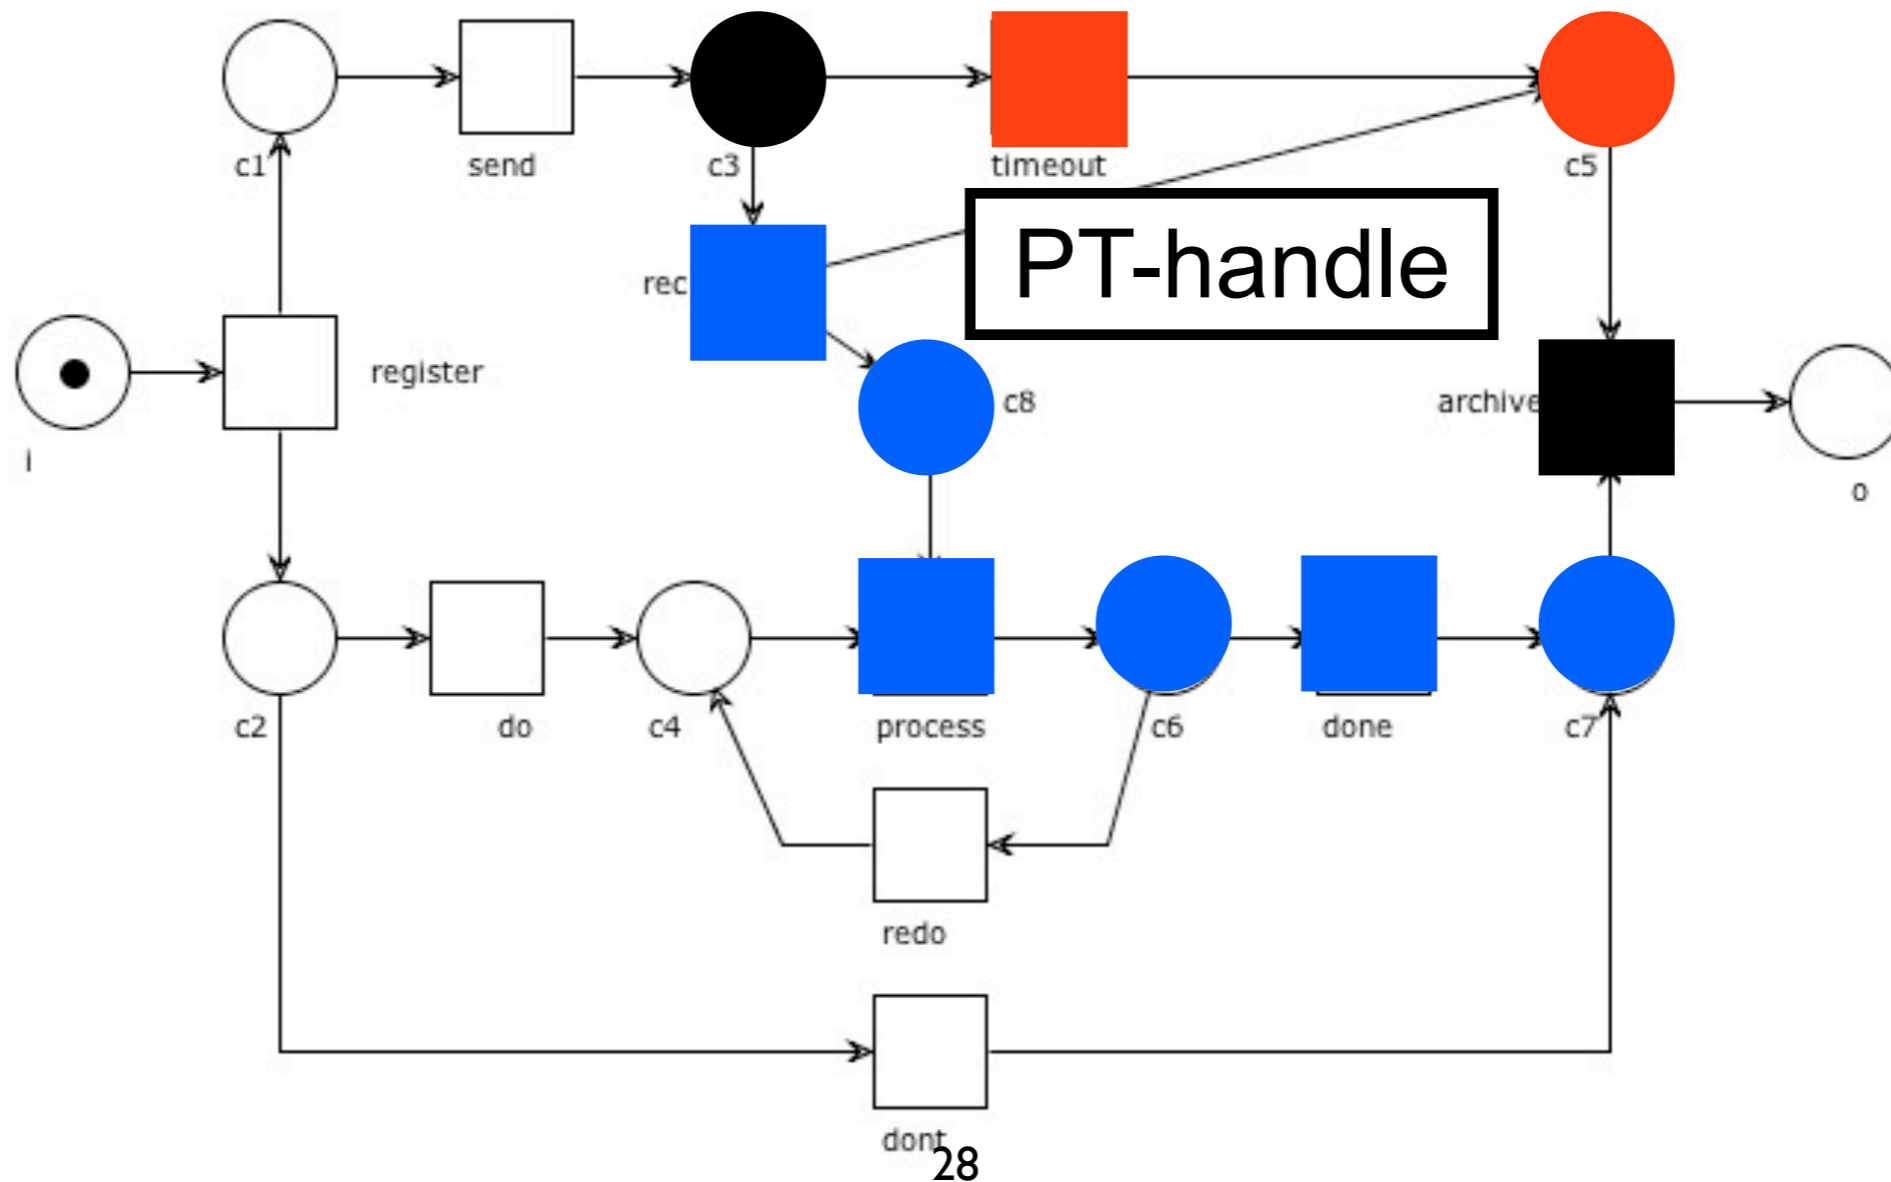 c1
send
c3
timeout
c5
rec
PT-handle
register
c8
archive
i
o
c2
do
c4
process
c6
done
c7
redo
dont
28